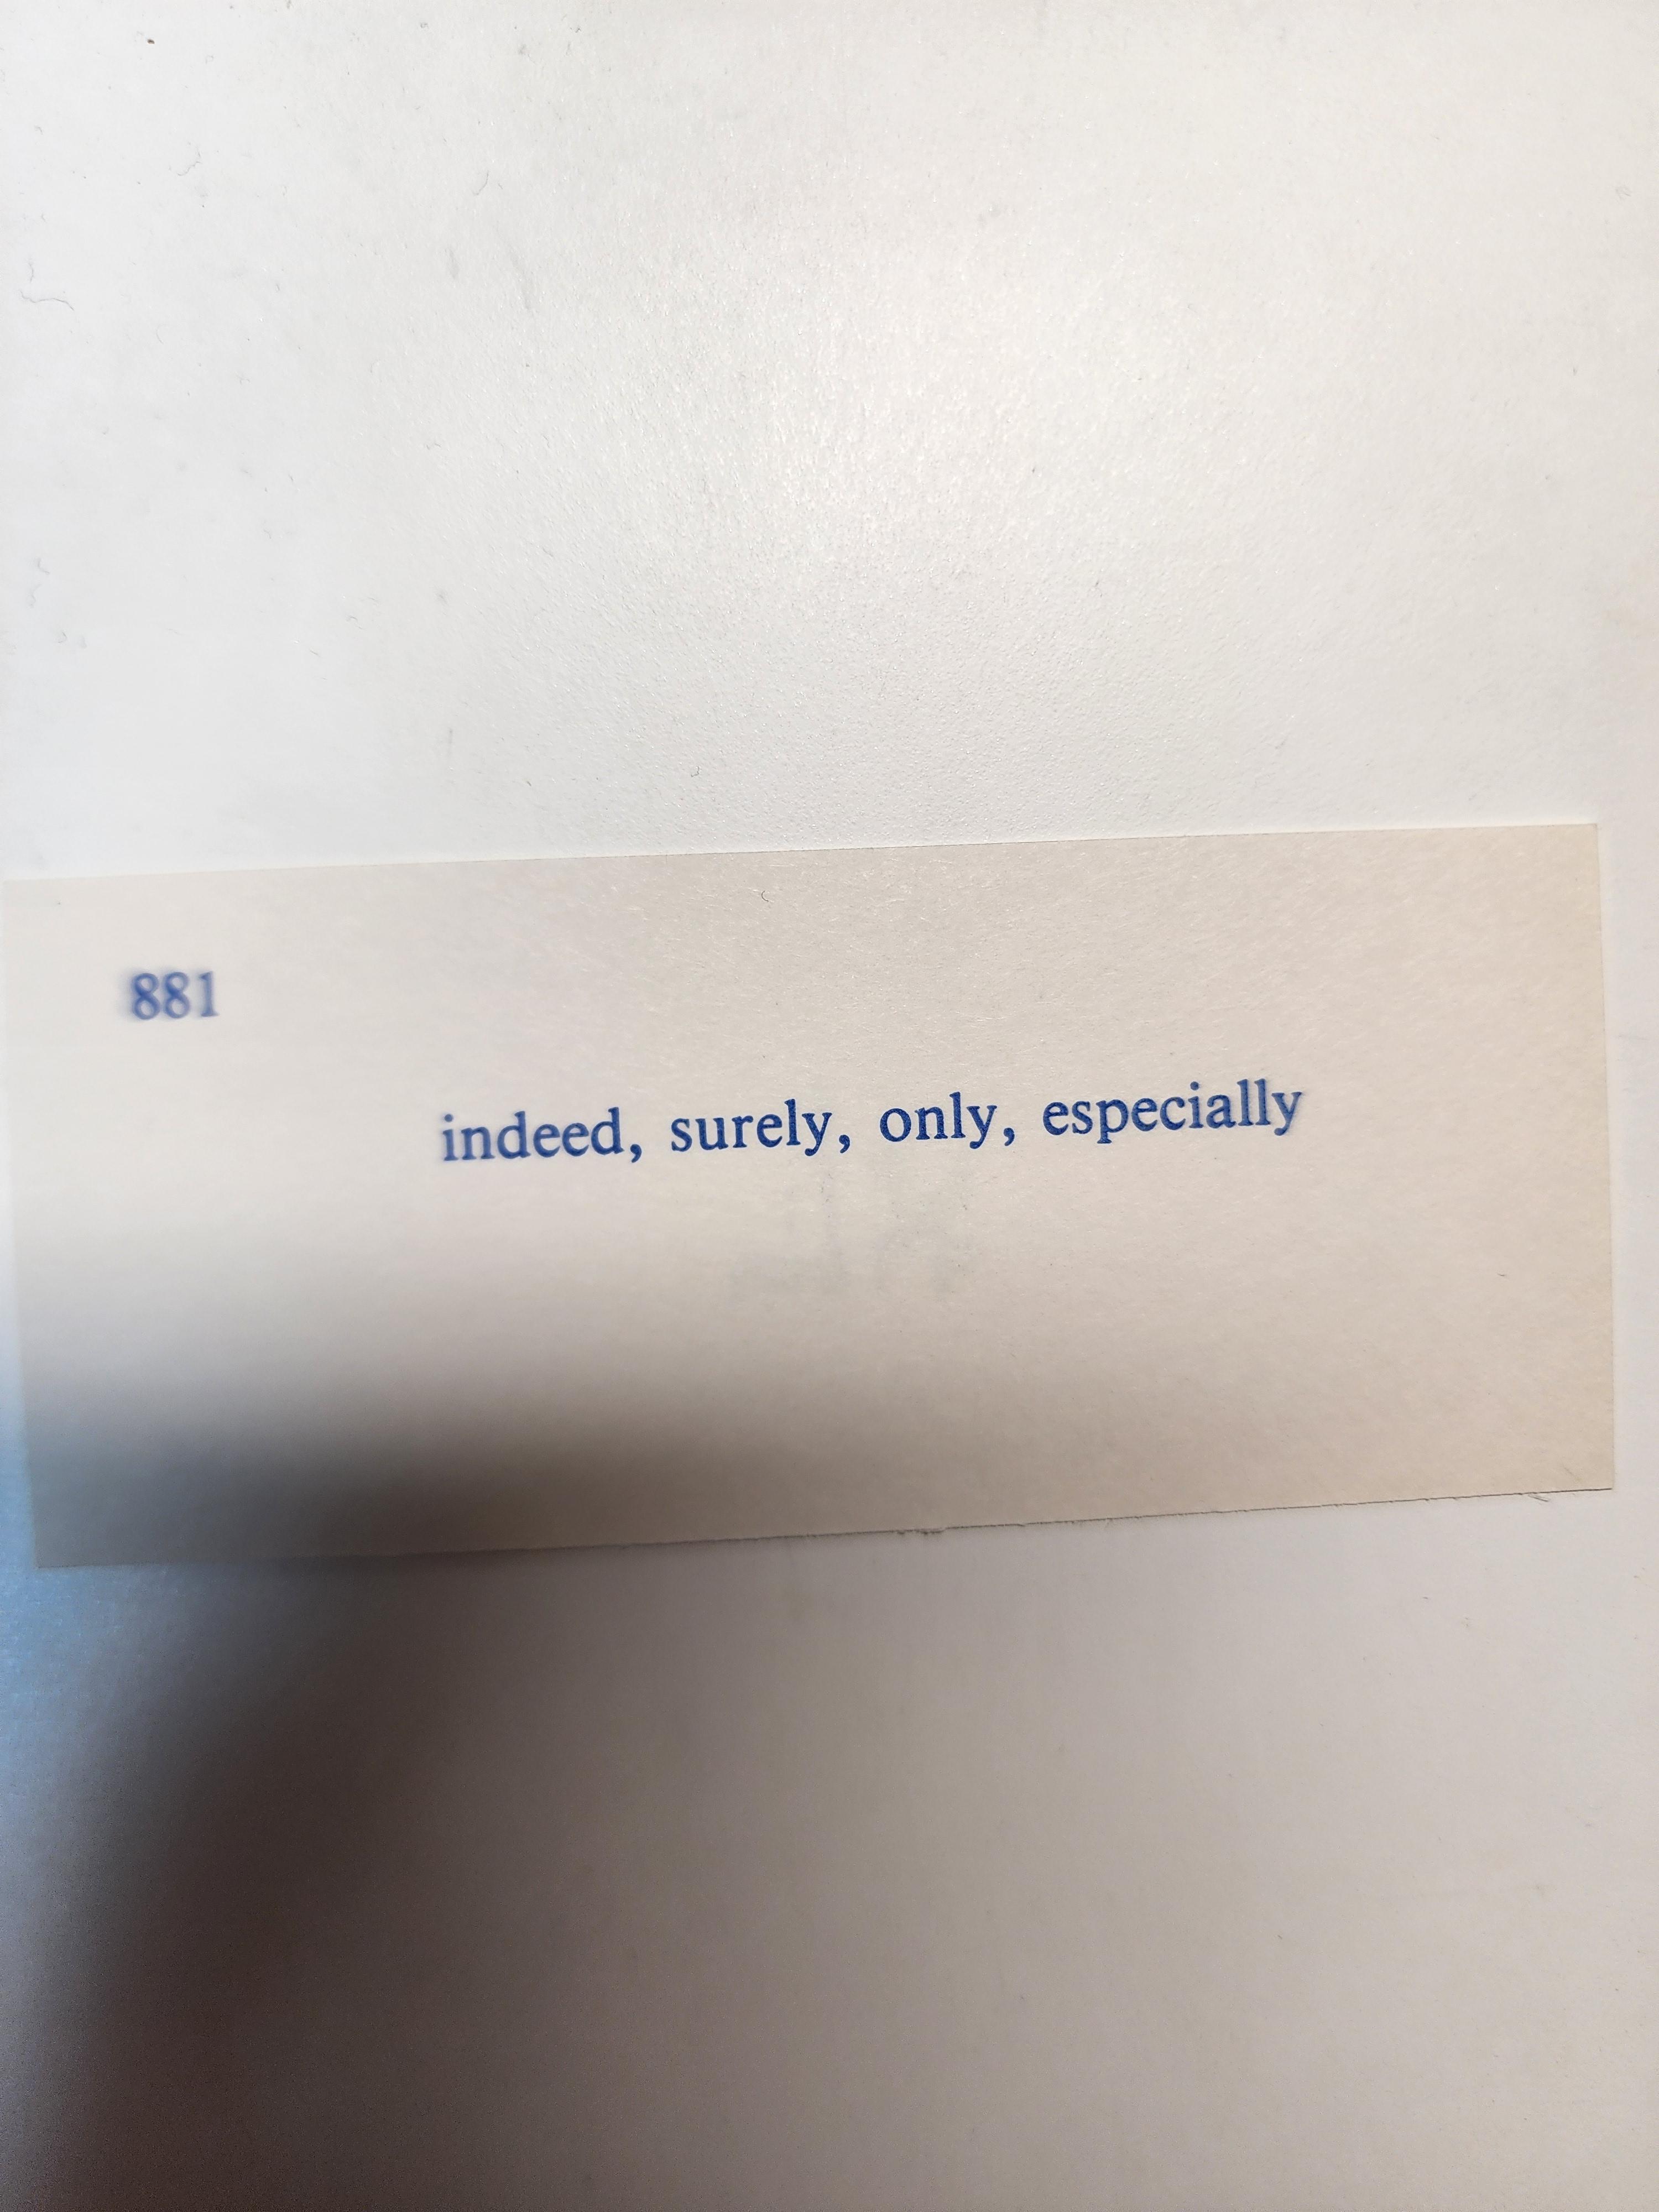 881
indeed, surely, only, especially